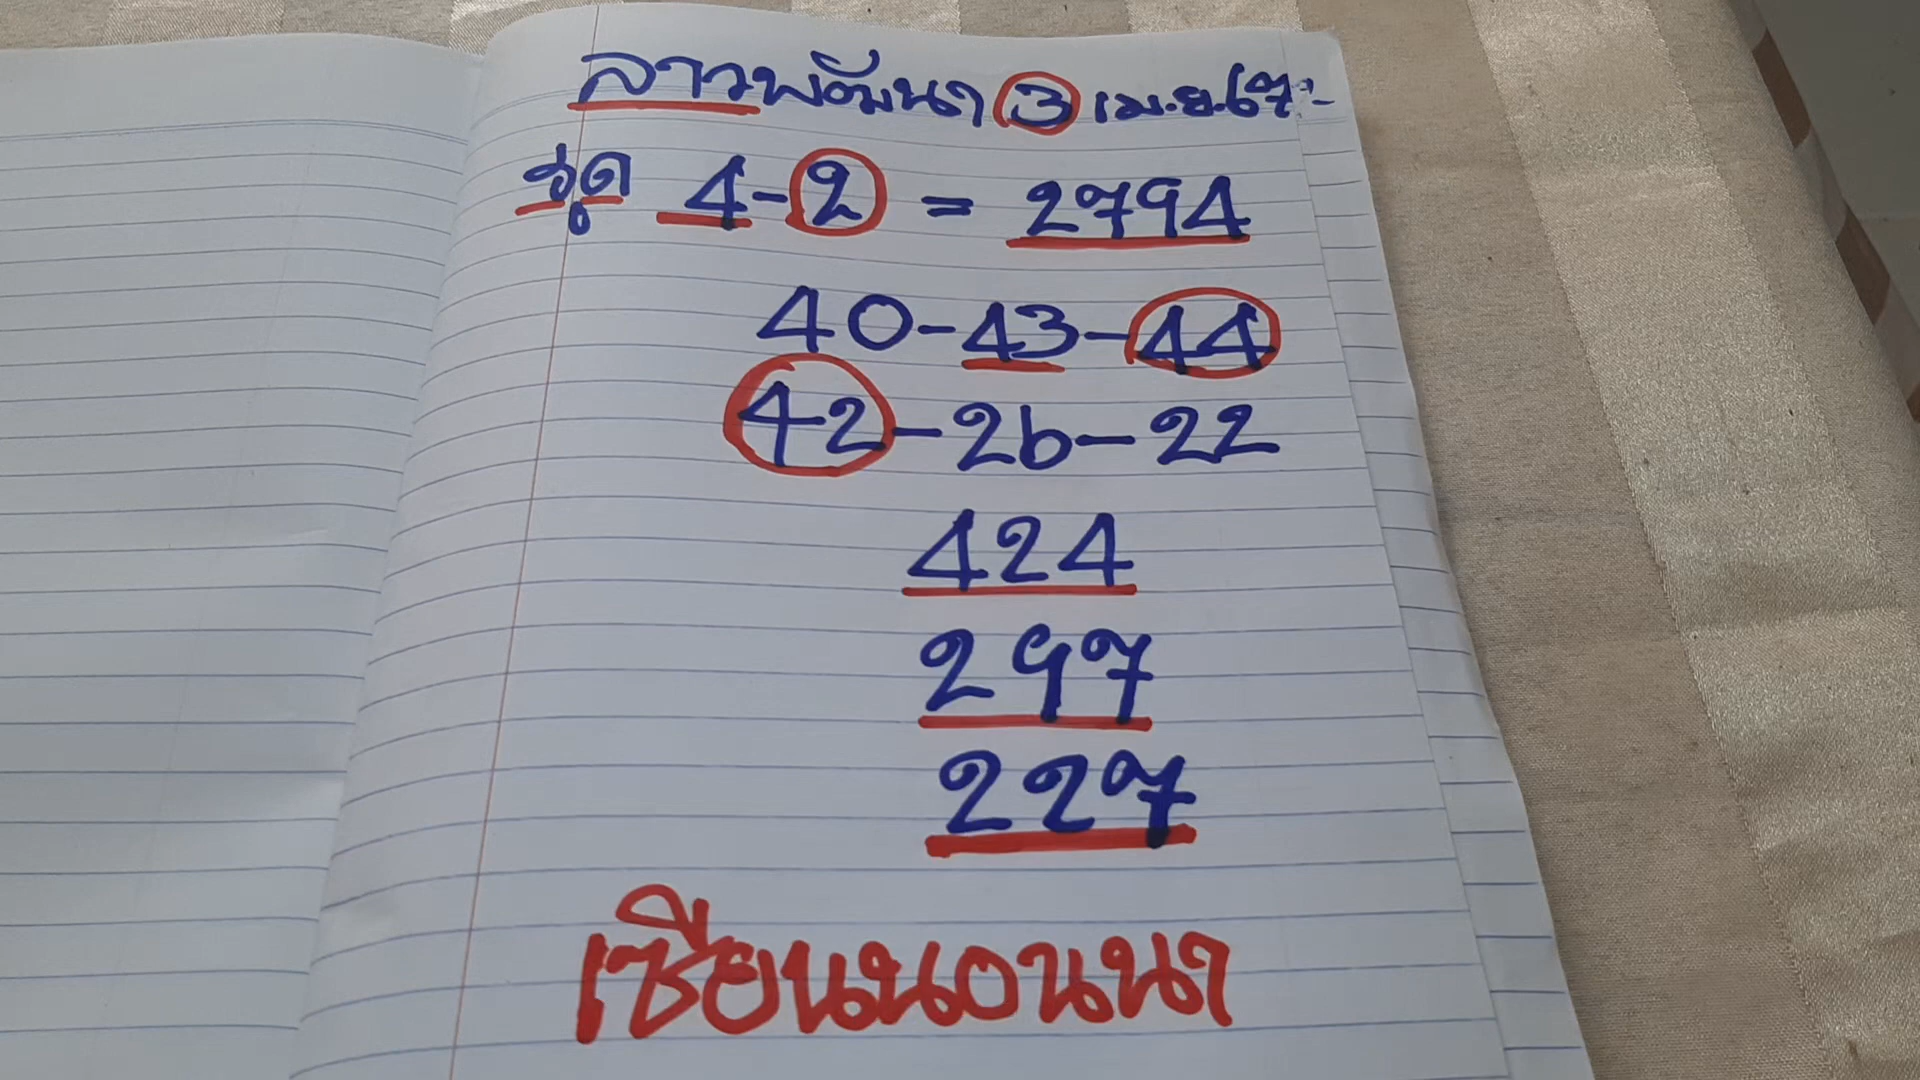 ลาวพัฒนา 3 เม.ย.67:-
ชุด 4-2 = 2794
40-43-44
42-26-22
424
297
227
เซียนนอนนา